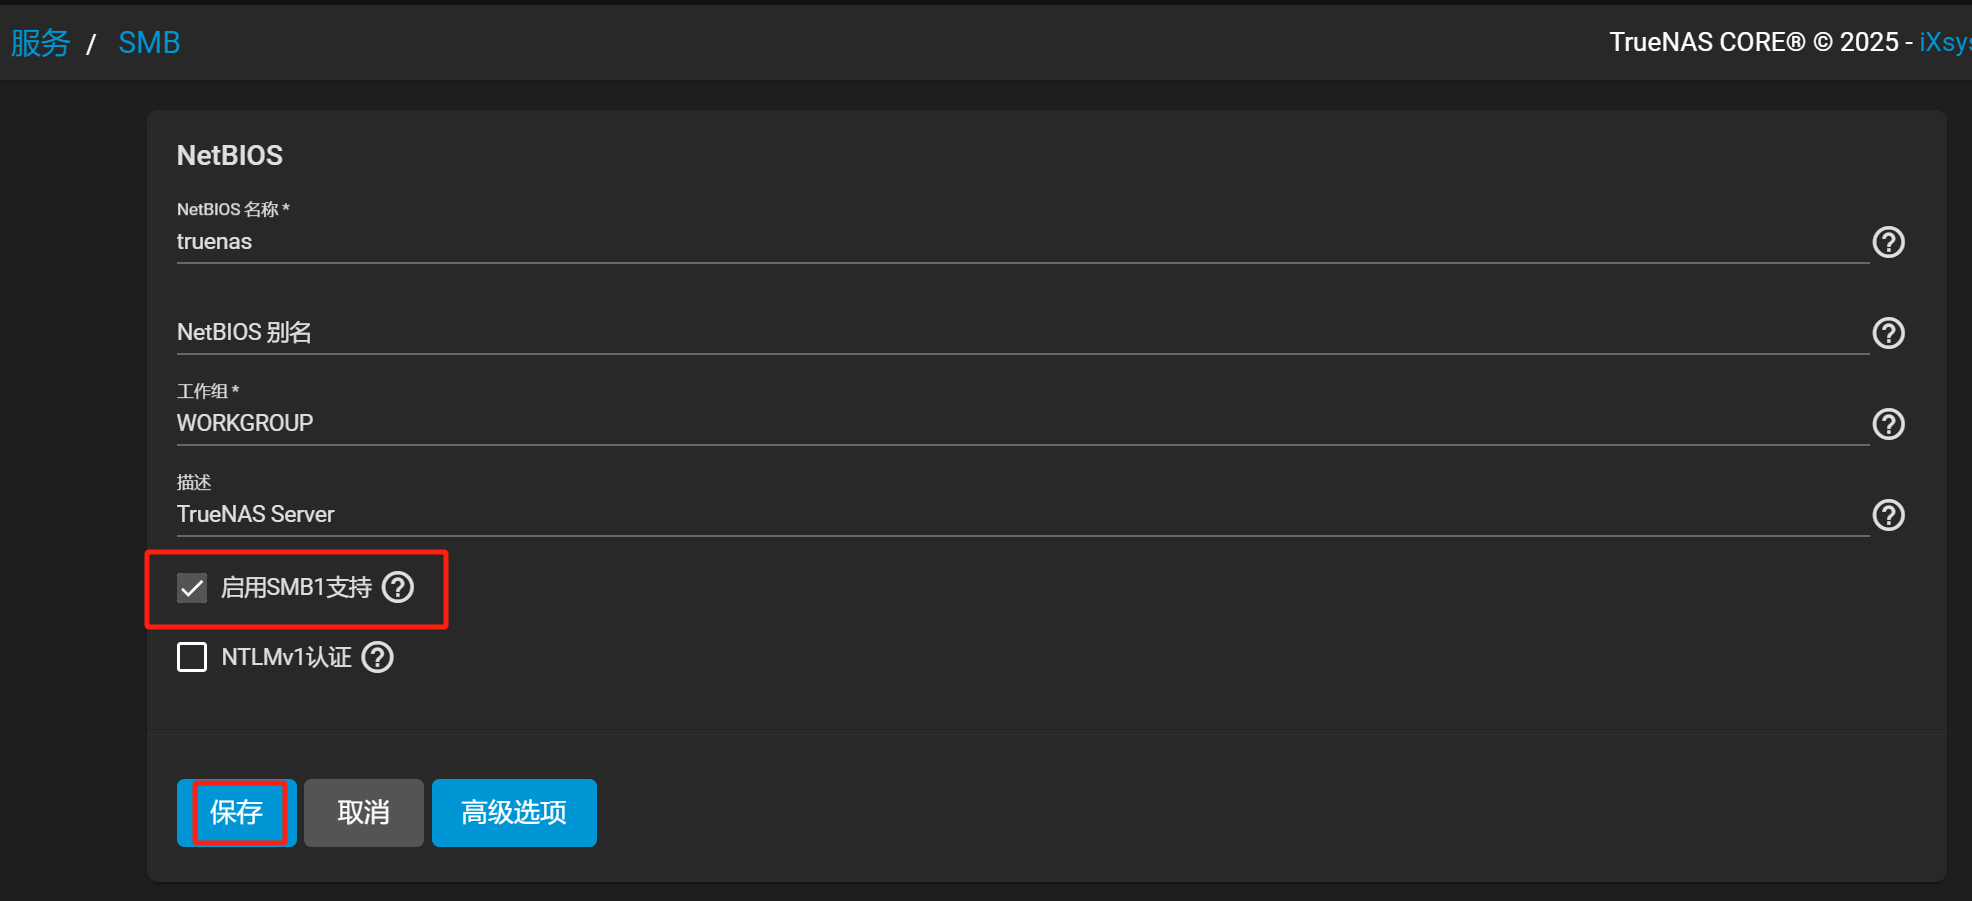 服务 / SMB
TrueNAS CORE® © 2025 - iXsys
NetBIOS
NetBIOS 名称 *
truenas
NetBIOS 别名
工作组 *
WORKGROUP
描述
TrueNAS Server
启用SMB1支持
NTLMv1认证
保存 取消 高级选项